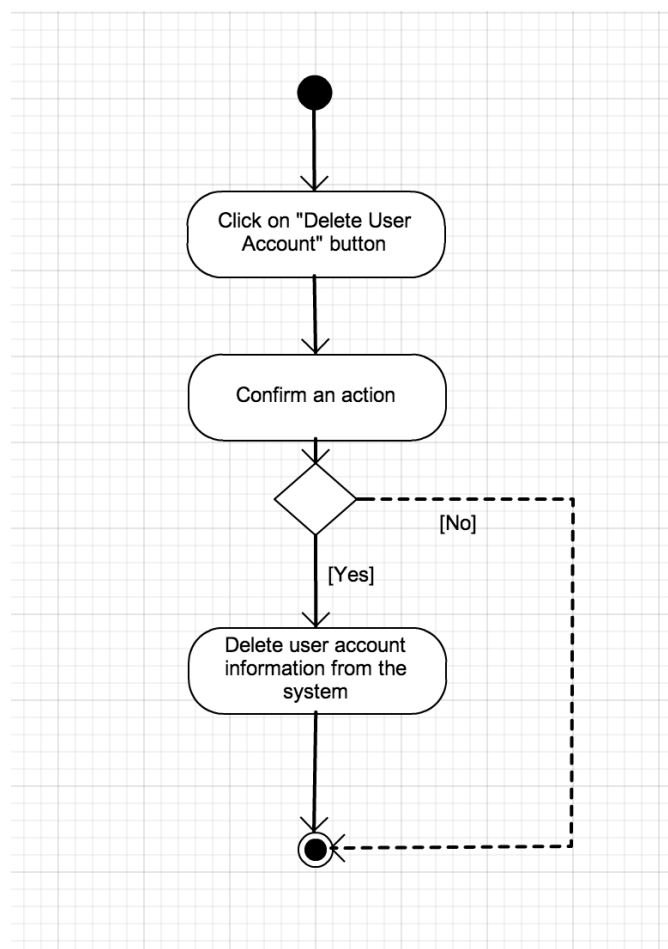 Click on "Delete User
Account" button
Confirm an action
[No]
[Yes]
Delete user account
information from the
system